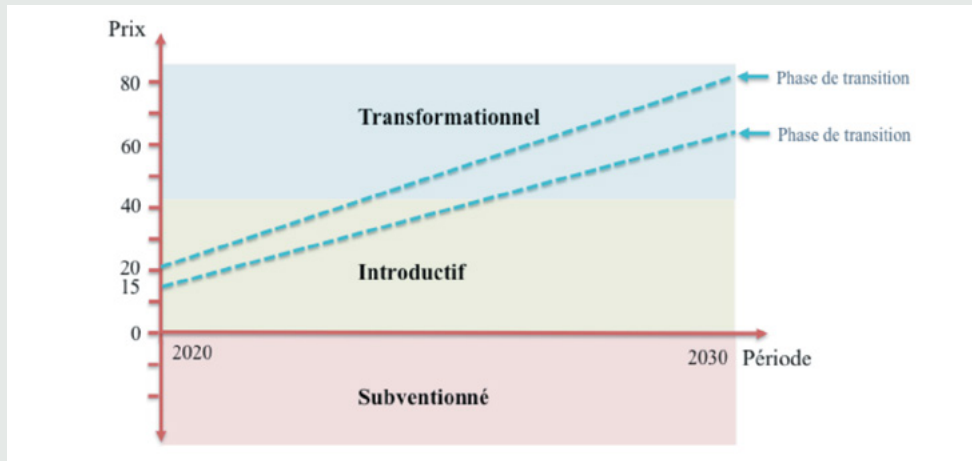 Prix
80
Phase de transition
Transformationnel
60
Phase de transition
40
20
Introductif
15
0
2020
2030
Période
Subventionné